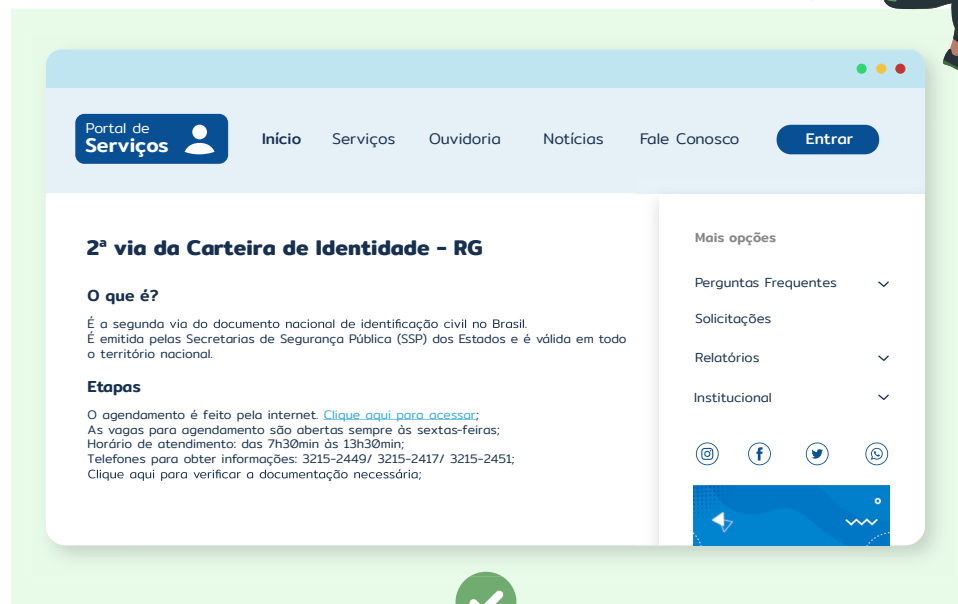 Portal de
Serviços
Início Serviços Ouvidoria Notícias Fale Conosco Entrar
2ª via da Carteira de Identidade - RG
O que é?
É a segunda via do documento nacional de identificação civil no Brasil.
É emitida pelas Secretarias de Segurança Pública (SSP) dos Estados e é válida em todo
o território nacional.
Etapas
O agendamento é feito pela internet. Clique aqui para acessar;
As vagas para agendamento são abertas sempre às sextas-feiras;
Horário de atendimento: das 7h30min às 13h30min;
Telefones para obter informações: 3215-2449/ 3215-2417/ 3215-2451;
Clique aqui para verificar a documentação necessária;
Mais opções
Perguntas Frequentes
Solicitações
Relatórios
Institucional